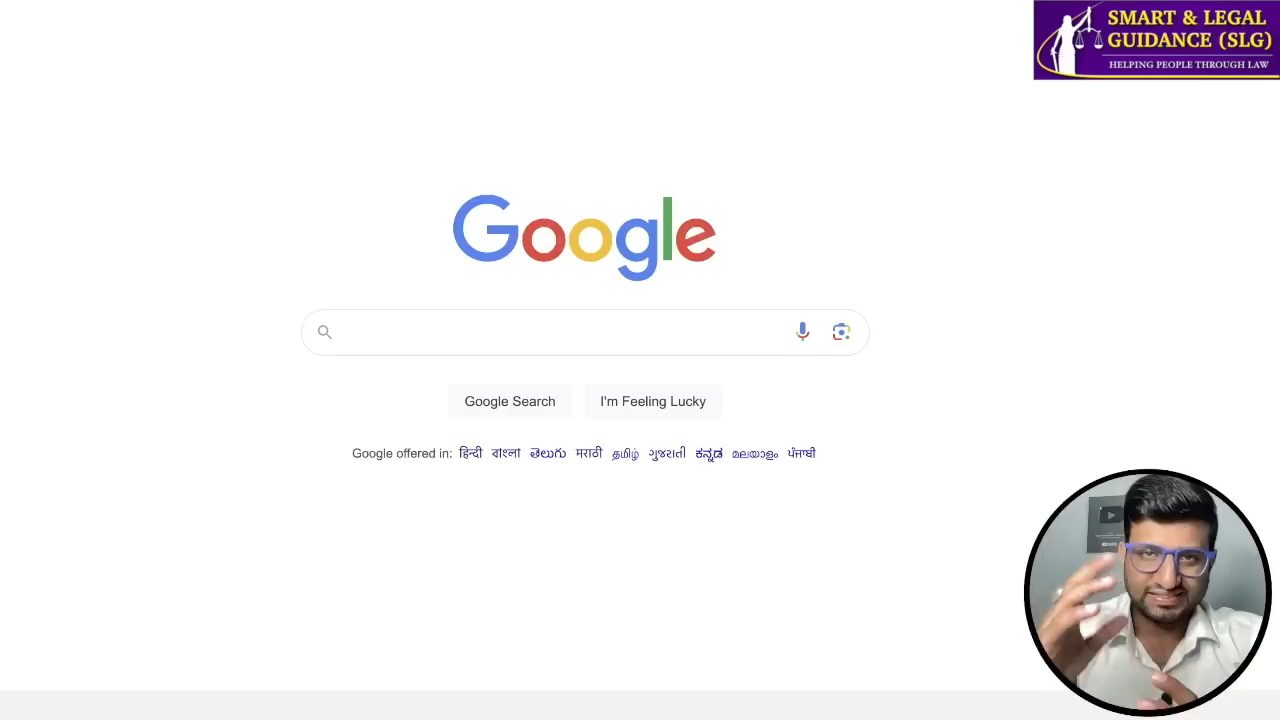 SMART & LEGAL
GUIDANCE (SLG)
HELPING PEOPLE THROUGH LAW
Google
Google Search
I'm Feeling Lucky
Google offered in: हिन्दी বাংলা తెలుగు मराठी தமிழ் ગુજરાતી ಕನ್ನಡ മലയാളം ਪੰਜਾਬੀ